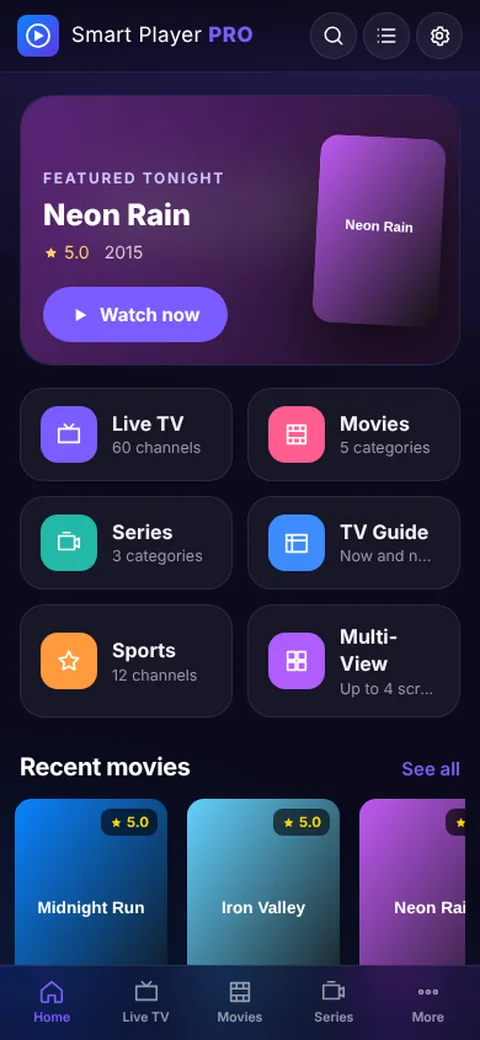 Smart Player PRO
FEATURED TONIGHT
Neon Rain
★ 5.0 2015
Watch now
Neon Rain
Live TV
60 channels
Movies
5 categories
Series
3 categories
TV Guide
Now and n...
Sports
12 channels
Multi-
View
Up to 4 scr...
Recent movies
See all
★ 5.0
Midnight Run
★ 5.0
Iron Valley
★
Neon Rai
Home
Live TV
Movies
Series
More